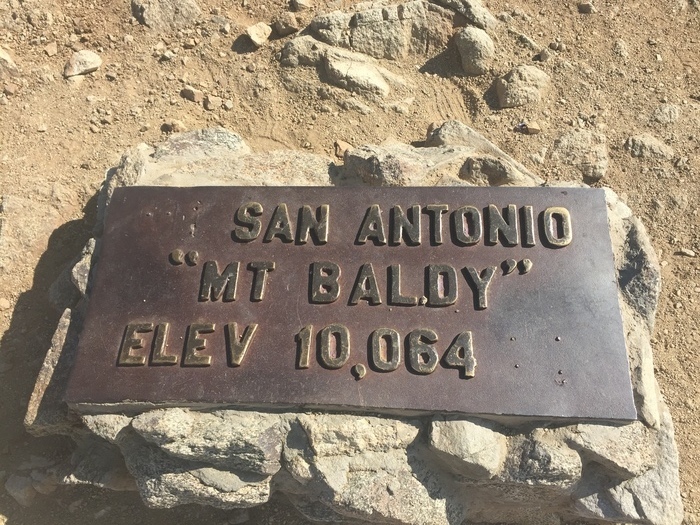 SAN ANTONIO
“MT BALDY”
ELEV 10,064